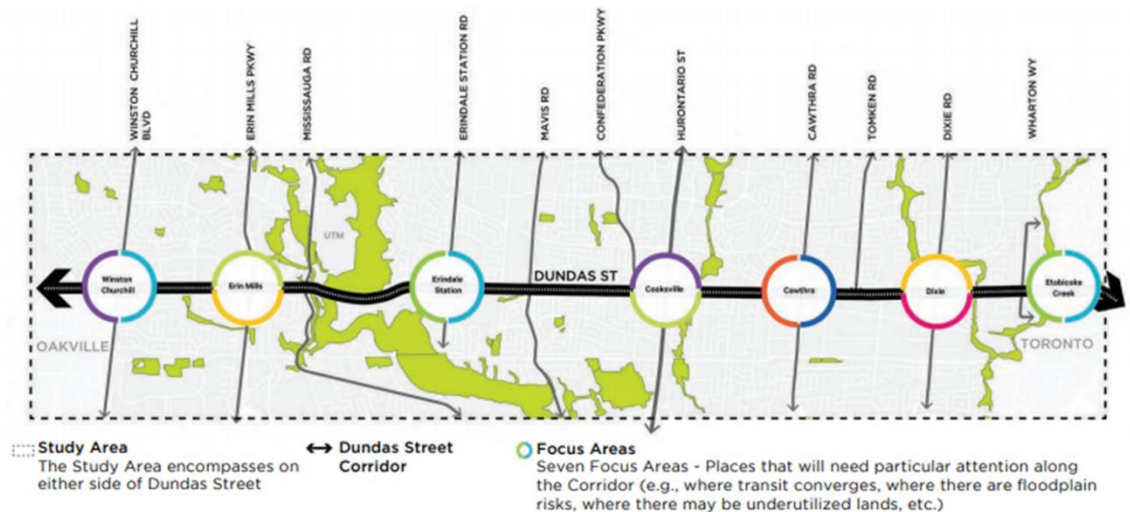 WINSTON CHURCHILL
BLVD
ERIN MILLS PKWY
MISSISSAUGA RD
ERINDALE STATION RD
MAVIS RD
CONFEDERATION PKWY
HURONTARIO ST
CAWTHRA RD
TOMKEN RD
DIXIE RD
WHARTON WY
UTM
Winston
Churchill
Erin Mills
Erindale
Station
DUNDAS ST
Cooksville
Cawthra
Dixie
Etobicoke
Creek
OAKVILLE
TORONTO
Study Area
The Study Area encompasses on
either side of Dundas Street
Dundas Street
Corridor
Focus Areas
Seven Focus Areas - Places that will need particular attention along
the Corridor (e.g., where transit converges, where there are floodplain
risks, where there may be underutilized lands, etc.)